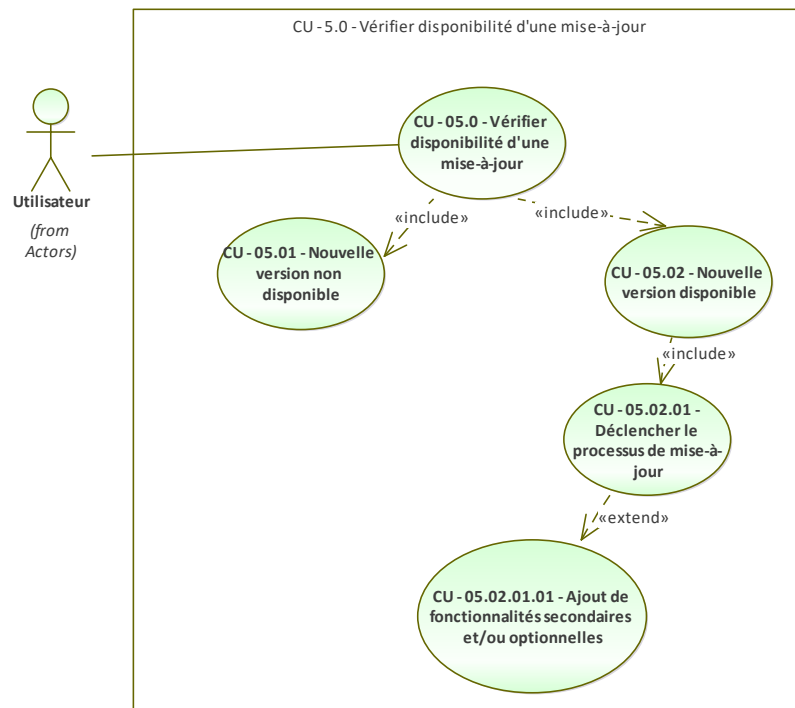 CU - 5.0 - Vérifier disponibilité d'une mise-à-jour
CU - 05.0 - Vérifier
disponibilité d'une
mise-à-jour
Utilisateur
(from
Actors)
«include»
«include»
CU - 05.01 - Nouvelle
version non
disponible
CU - 05.02 - Nouvelle
version disponible
«include»
CU - 05.02.01 -
Déclencher le
processus de mise-à-
jour
«extend»
CU - 05.02.01.01 - Ajout de
fonctionnalités secondaires
et/ou optionnelles